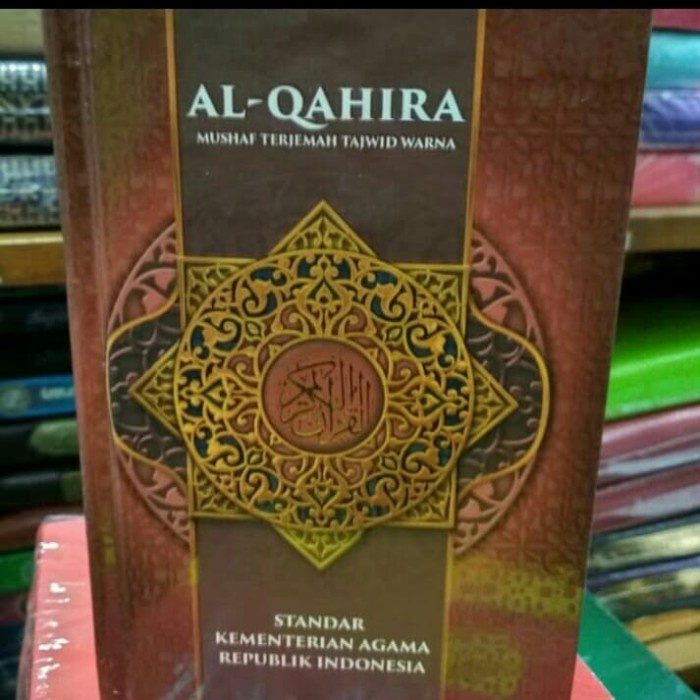 AL-QAHIRA
MUSHAF TERJEMAH TAJWID WARNA
القرآن الكريم
STANDAR
KEMENTERIAN AGAMA
REPUBLIK INDONESIA